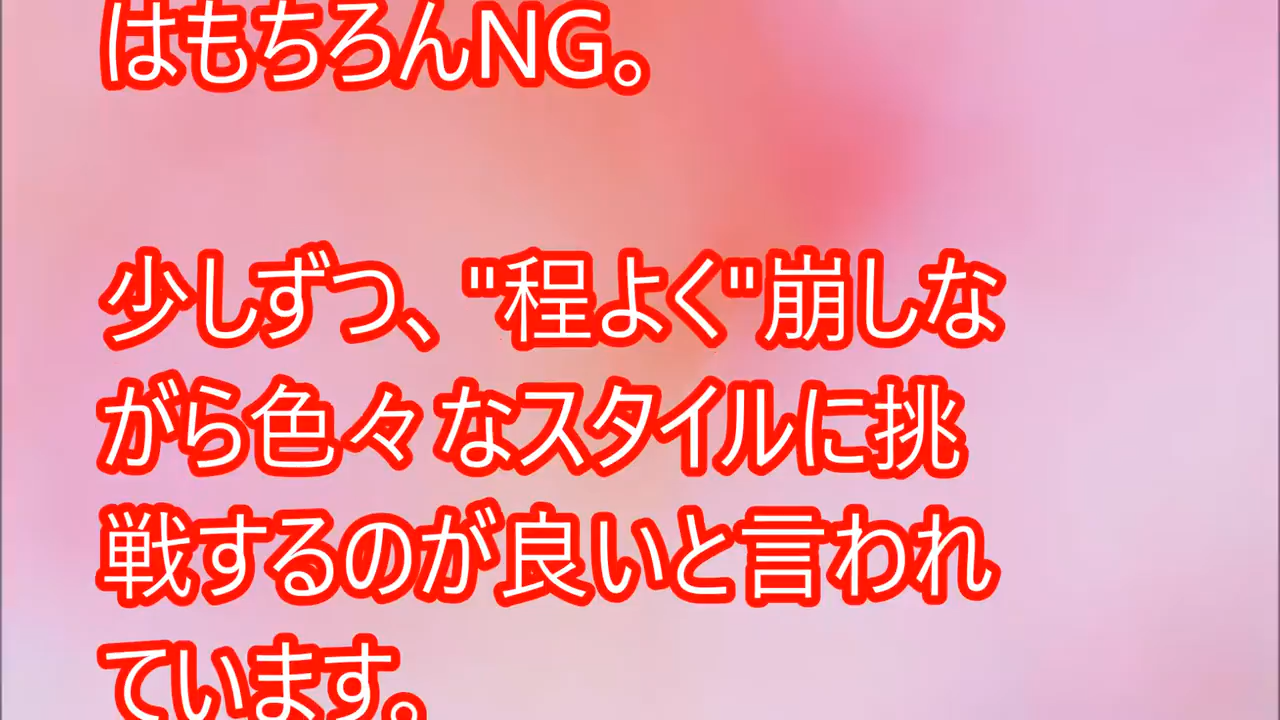 はもちろんNG。
少しずつ、"程よく"崩しな
がら色々なスタイルに挑
戦するのが良いと言われ
ています。